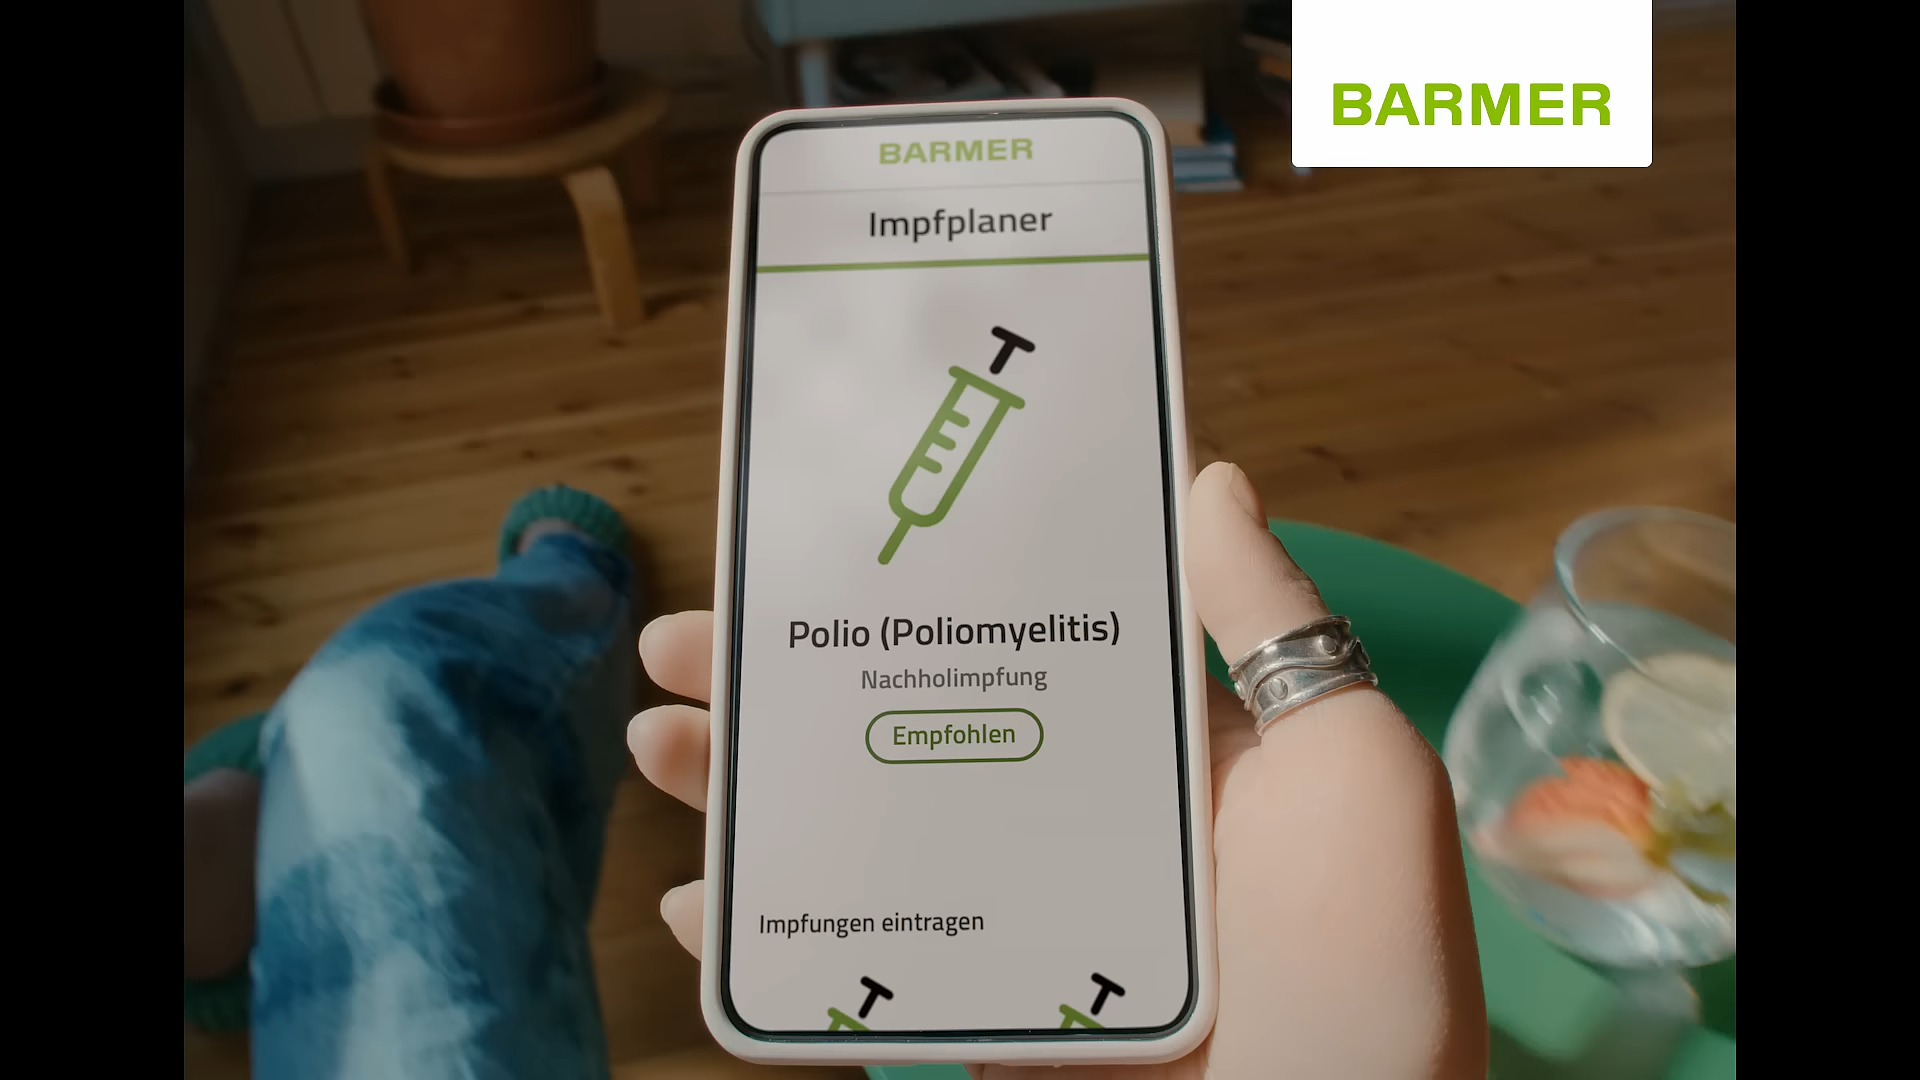 BARMER
BARMER
Impfplaner
Polio (Poliomyelitis)
Nachholimpfung
Empfohlen
Impfungen eintragen